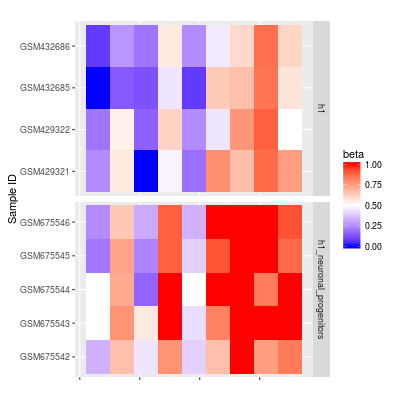 Sample ID
GSM432686
GSM432685
GSM429322
GSM429321
h1
GSM675546
GSM675545
GSM675544
GSM675543
GSM675542
h1_neuronal_progenitors
beta
1.00
0.75
0.50
0.25
0.00